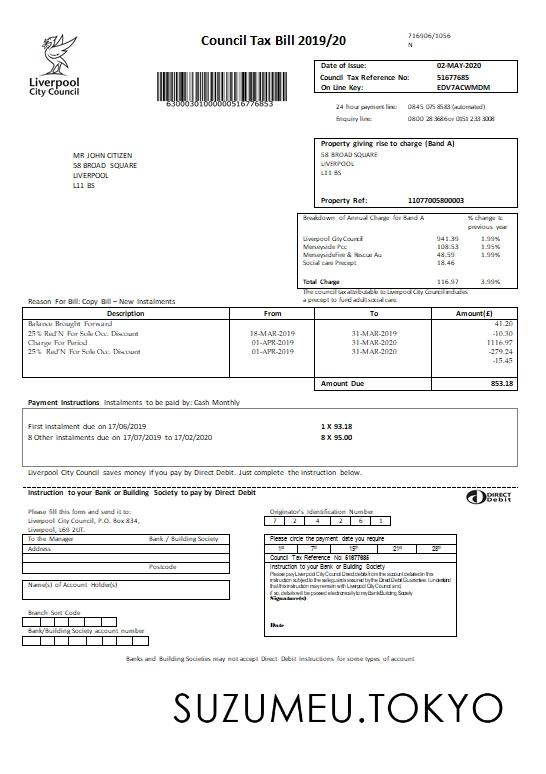 Council Tax Bill 2019/20
716906/1056
N
Liverpool
City Council
63000301000000516776853
Date of Issue: 02-MAY-2020
Council Tax Reference No: 51677685
On Line Key: EDV7ACWMDM
24 hour payment line: 0845 075 8583 (automated)
Enquiry line: 0800 28 3686 or 0151 233 3008
MR JOHN CITIZEN
58 BROAD SQUARE
LIVERPOOL
L11 BS
Property giving rise to charge (Band A)
58 BROAD SQUARE
LIVERPOOL
L11 BS
Property Ref: 11077005800003
Breakdown of Annual Charge for Band A % change to
previous year
Liverpool City Council 941.39 1.99%
Merseyside Pcc 108.53 1.95%
Merseyside Fire & Rescue Au 48.59 1.99%
Social care Precept 18.46
Total Charge 116.97 3.99%
The council tax attributable to Liverpool City Council includes
a precept to fund adult social care.
Reason For Bill: Copy Bill – New Instalments
Description From To Amount(£)
Balance Brought Forward 41.20
25% Red'N For Sole Occ. Discount 18-MAR-2019 31-MAR-2019 -10.30
Charge For Period 01-APR-2019 31-MAR-2020 1116.97
25% Red'N For Sole Occ. Discount 01-APR-2019 31-MAR-2020 -279.24
-15.45
Amount Due 853.18
Payment Instructions Instalments to be paid by: Cash Monthly
First instalment due on 17/06/2019 1 X 93.18
8 Other instalments due on 17/07/2019 to 17/02/2020 8 X 95.00
Liverpool City Council saves money if you pay by Direct Debit. Just complete the instruction below.
Instruction to your Bank or Building Society to pay by Direct Debit
DIRECT
Debit
Please fill this form and send it to:
Liverpool City Council, P.O. Box 834,
Liverpool, L69 2UT.
To the Manager Bank / Building Society
Address
Postcode
Name(s) of Account Holder(s)
Branch Sort Code
Bank/Building Society account number
Originator's Identification Number
7 2 4 2 6 1
Please circle the payment date you require
1st 7th 15th 21st 28th
Council Tax Reference No: 51677685
Instruction to your Bank or Building Society
Please pay Liverpool City Council Direct debits from the account detailed in this
instruction subject to the safeguards assured by the Direct Debit Guarantee. I understand
that this instruction may remain with Liverpool City Council and,
if so, details will be passed electronically to my Bank/Building Society
Signature(s)
Date
Banks and Building Societies may not accept Direct Debit Instructions for some types of account
SUZUMEU.TOKYO